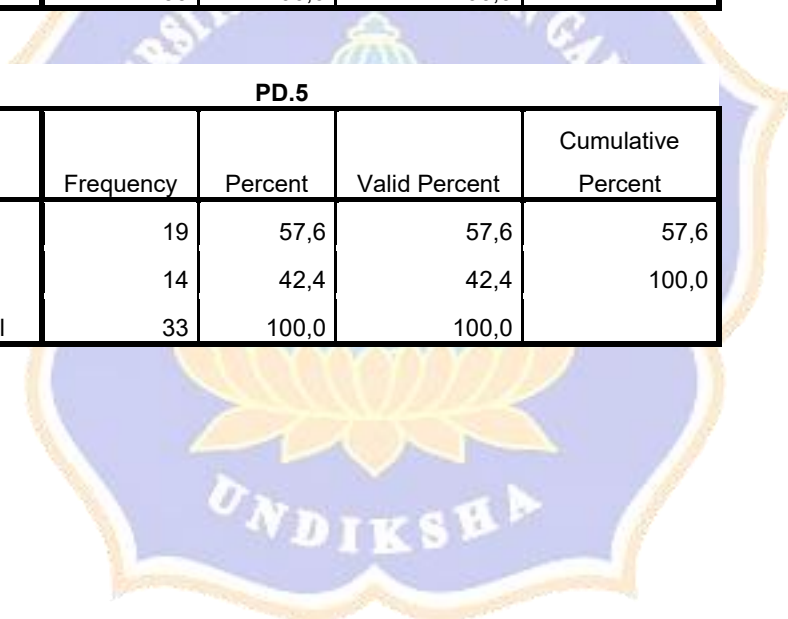 PD.5
Frequency Percent Valid Percent Cumulative Percent
19 57,6 57,6 57,6
14 42,4 42,4 100,0
33 100,0 100,0
UNDIKSHA